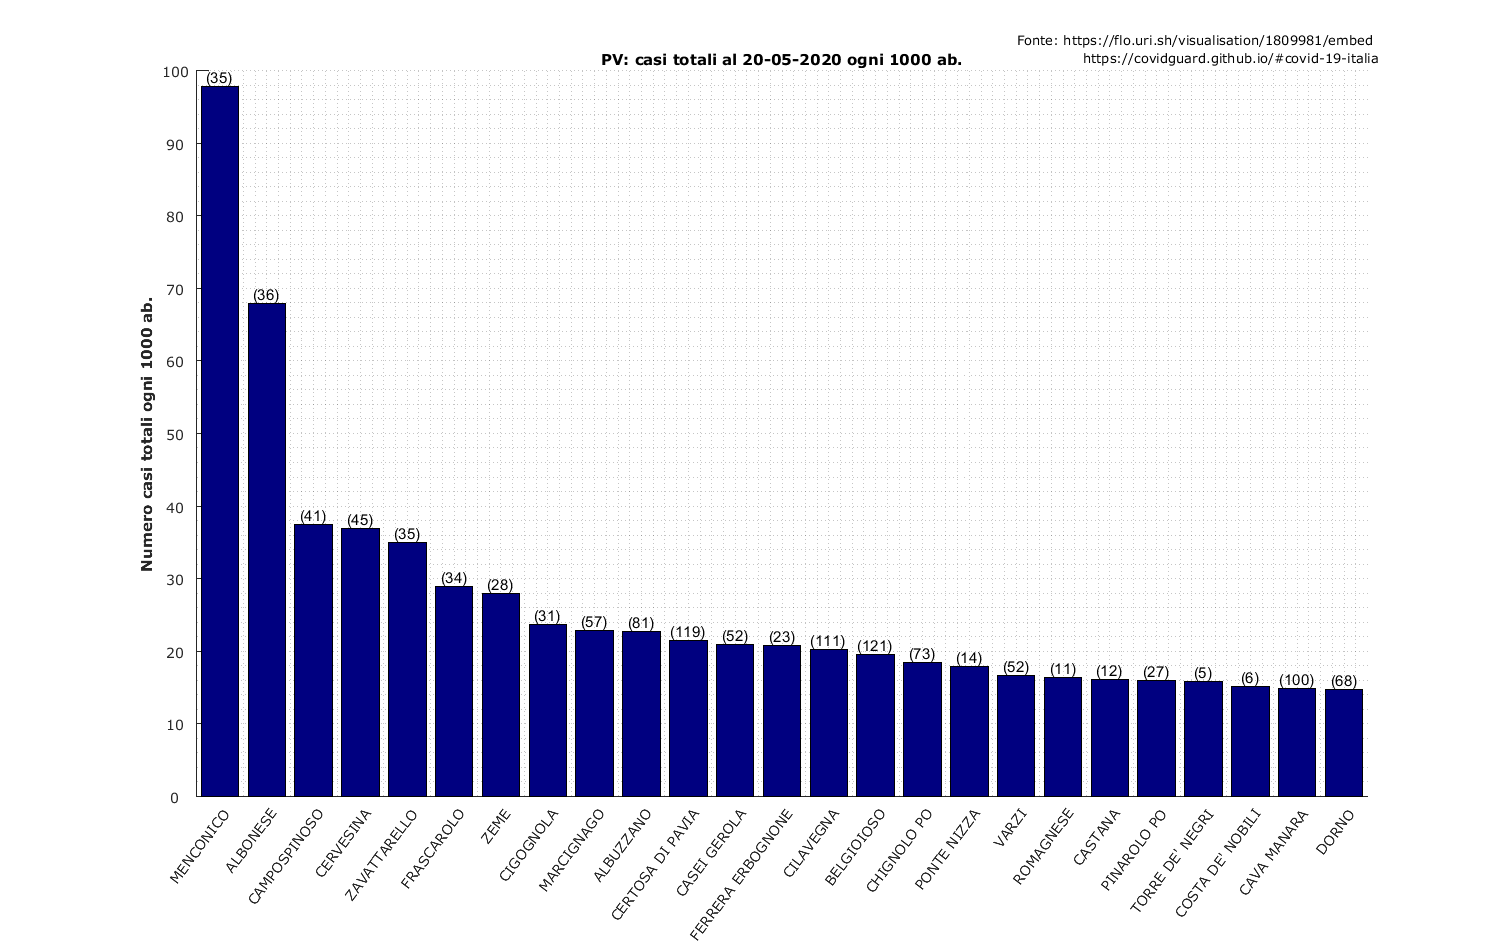 Fonte: https://flo.uri.sh/visualisation/1809981/embed
https://covidguard.github.io/#covid-19-italia
PV: casi totali al 20-05-2020 ogni 1000 ab.
Numero casi totali ogni 1000 ab.
100
90
80
70
60
50
40
30
20
10
0
(35)
(36)
(41)
(45)
(35)
(34)
(28)
(31)
(57)
(81)
(119)
(52)
(23)
(111)
(121)
(73)
(14)
(52)
(11)
(12)
(27)
(5)
(6)
(100)
(68)
MENCONICO
ALBONESE
CAMPOSPINOSO
CERVESINA
ZAVATTARELLO
FRASCAROLO
ZEME
CIGOGNOLA
MARCIGNAGO
ALBUZZANO
CERTOSA DI PAVIA
CASEI GEROLA
FERRERA ERBOGNONE
CILAVEGNA
BELGIOIOSO
CHIGNOLO PO
PONTE NIZZA
VARZI
ROMAGNESE
CASTANA
PINAROLO PO
TORRE DE' NEGRI
COSTA DE' NOBILI
CAVA MANARA
DORNO